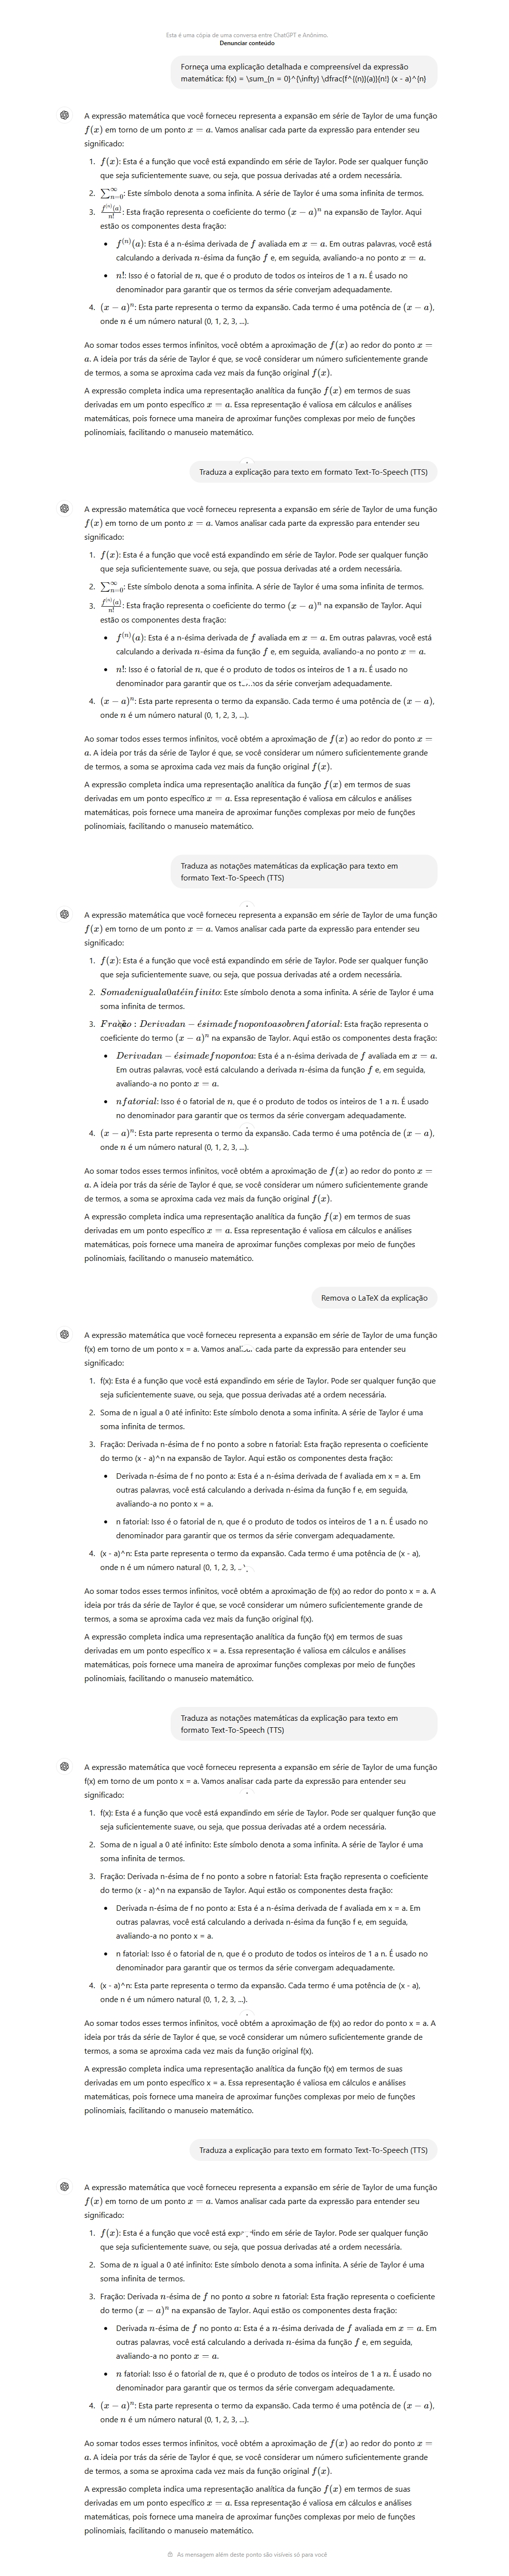 Esta é uma cópia de uma conversa entre ChatGPT e Anônimo.
Denunciar conteúdo
Forneça uma explicação detalhada e compreensível da expressão
matemática: f(x) = \sum_{n = 0}^{\infty} \dfrac{f^{(n)}(a)}{n!} (x - a)^{n}
A expressão matemática que você forneceu representa a expansão em série de Taylor de uma função
f(x) em torno de um ponto x = a. Vamos analisar cada parte da expressão para entender seu
significado:
1. f(x): Esta é a função que você está expandindo em série de Taylor. Pode ser qualquer função
que seja suficientemente suave, ou seja, que possua derivadas até a ordem necessária.
2. ∑_{n=0}^{∞}: Este símbolo denota a soma infinita. A série de Taylor é uma soma infinita de termos.
3. f^{(n)}(a)/n!: Esta fração representa o coeficiente do termo (x − a)^n na expansão de Taylor. Aqui
estão os componentes desta fração:
• f^{(n)}(a): Esta é a n-ésima derivada de f avaliada em x = a. Em outras palavras, você está
calculando a derivada n-ésima da função f e, em seguida, avaliando-a no ponto x = a.
• n!: Isso é o fatorial de n, que é o produto de todos os inteiros de 1 a n. É usado no
denominador para garantir que os termos da série convergem adequadamente.
4. (x − a)^n: Esta parte representa o termo da expansão. Cada termo é uma potência de (x − a),
onde n é um número natural (0, 1, 2, 3, ...).
Ao somar todos esses termos infinitos, você obtém a aproximação de f(x) ao redor do ponto x =
a. A ideia por trás da série de Taylor é que, se você considerar um número suficientemente grande
de termos, a soma se aproxima cada vez mais da função original f(x).
A expressão completa indica uma representação analítica da função f(x) em termos de suas
derivadas em um ponto específico x = a. Essa representação é valiosa em cálculos e análises
matemáticas, pois fornece uma maneira de aproximar funções complexas por meio de funções
polinomiais, facilitando o manuseio matemático.
Traduza a explicação para texto em formato Text-To-Speech (TTS)
A expressão matemática que você forneceu representa a expansão em série de Taylor de uma função
f(x) em torno de um ponto x = a. Vamos analisar cada parte da expressão para entender seu
significado:
1. f(x): Esta é a função que você está expandindo em série de Taylor. Pode ser qualquer função
que seja suficientemente suave, ou seja, que possua derivadas até a ordem necessária.
2. ∑_{n=0}^{∞}: Este símbolo denota a soma infinita. A série de Taylor é uma soma infinita de termos.
3. f^{(n)}(a)/n!: Esta fração representa o coeficiente do termo (x − a)^n na expansão de Taylor. Aqui
estão os componentes desta fração:
• f^{(n)}(a): Esta é a n-ésima derivada de f avaliada em x = a. Em outras palavras, você está
calculando a derivada n-ésima da função f e, em seguida, avaliando-a no ponto x = a.
• n!: Isso é o fatorial de n, que é o produto de todos os inteiros de 1 a n. É usado no
denominador para garantir que os da série convergem adequadamente.
4. (x − a)^n: Esta parte representa o termo da expansão. Cada termo é uma potência de (x − a),
onde n é um número natural (0, 1, 2, 3, ...).
Ao somar todos esses termos infinitos, você obtém a aproximação de f(x) ao redor do ponto x =
a. A ideia por trás da série de Taylor é que, se você considerar um número suficientemente grande
de termos, a soma se aproxima cada vez mais da função original f(x).
A expressão completa indica uma representação analítica da função f(x) em termos de suas
derivadas em um ponto específico x = a. Essa representação é valiosa em cálculos e análises
matemáticas, pois fornece uma maneira de aproximar funções complexas por meio de funções
polinomiais, facilitando o manuseio matemático.
Traduza as notações matemáticas da explicação para texto em
formato Text-To-Speech (TTS)
A expressão matemática que você forneceu representa a expansão em série de Taylor de uma função
f(x) em torno de um ponto x = a. Vamos analisar cada parte da expressão para entender seu
significado:
1. f(x): Esta é a função que você está expandindo em série de Taylor. Pode ser qualquer função
que seja suficientemente suave, ou seja, que possua derivadas até a ordem necessária.
2. Somadeniguala0atéinfinito: Este símbolo denota a soma infinita. A série de Taylor é uma
soma infinita de termos.
3. Fração : Derivadan − ésimadefnopontoasobrenfatorial: Esta fração representa o
coeficiente do termo (x − a)^n na expansão de Taylor. Aqui estão os componentes desta fração:
• Derivadan − ésimadefnopontoa: Esta é a n-ésima derivada de f avaliada em x = a.
Em outras palavras, você está calculando a derivada n-ésima da função f e, em seguida,
avaliando-a no ponto x = a.
• nfatorial: Isso é o fatorial de n, que é o produto de todos os inteiros de 1 a n. É usado
no denominador para garantir que os termos da série convergam adequadamente.
4. (x − a)^n: Esta parte representa o termo da expansão. Cada termo é uma potência de (x − a),
onde n é um número natural (0, 1, 2, 3, ...).
Ao somar todos esses termos infinitos, você obtém a aproximação de f(x) ao redor do ponto x =
a. A ideia por trás da série de Taylor é que, se você considerar um número suficientemente grande
de termos, a soma se aproxima cada vez mais da função original f(x).
A expressão completa indica uma representação analítica da função f(x) em termos de suas
derivadas em um ponto específico x = a. Essa representação é valiosa em cálculos e análises
matemáticas, pois fornece uma maneira de aproximar funções complexas por meio de funções
polinomiais, facilitando o manuseio matemático.
Remova o LaTeX da explicação
A expressão matemática que você forneceu representa a expansão em série de Taylor de uma função
f(x) em torno de um ponto x = a. Vamos cada parte da expressão para entender seu
significado:
1. f(x): Esta é a função que você está expandindo em série de Taylor. Pode ser qualquer função que
seja suficientemente suave, ou seja, que possua derivadas até a ordem necessária.
2. Soma de n igual a 0 até infinito: Este símbolo denota a soma infinita. A série de Taylor é uma
soma infinita de termos.
3. Fração: Derivada n-ésima de f no ponto a sobre n fatorial: Esta fração representa o coeficiente
do termo (x - a)^n na expansão de Taylor. Aqui estão os componentes desta fração:
• Derivada n-ésima de f no ponto a: Esta é a n-ésima derivada de f avaliada em x = a. Em
outras palavras, você está calculando a derivada n-ésima da função f e, em seguida,
avaliando-a no ponto x = a.
• n fatorial: Isso é o fatorial de n, que é o produto de todos os inteiros de 1 a n. É usado no
denominador para garantir que os termos da série convergam adequadamente.
4. (x - a)^n: Esta parte representa o termo da expansão. Cada termo é uma potência de (x - a),
onde n é um número natural (0, 1, 2, 3,
Ao somar todos esses termos infinitos, você obtém a aproximação de f(x) ao redor do ponto x = a. A
ideia por trás da série de Taylor é que, se você considerar um número suficientemente grande de
termos, a soma se aproxima cada vez mais da função original f(x).
A expressão completa indica uma representação analítica da função f(x) em termos de suas
derivadas em um ponto específico x = a. Essa representação é valiosa em cálculos e análises
matemáticas, pois fornece uma maneira de aproximar funções complexas por meio de funções
polinomiais, facilitando o manuseio matemático.
Traduza as notações matemáticas da explicação para texto em
formato Text-To-Speech (TTS)
A expressão matemática que você forneceu representa a expansão em série de Taylor de uma função
f(x) em torno de um ponto x = a. Vamos analisar cada parte da expressão para entender seu
significado:
1. f(x): Esta é a função que você está expandindo em série de Taylor. Pode ser qualquer função que
seja suficientemente suave, ou seja, que possua derivadas até a ordem necessária.
2. Soma de n igual a 0 até infinito: Este símbolo denota a soma infinita. A série de Taylor é uma
soma infinita de termos.
3. Fração: Derivada n-ésima de f no ponto a sobre n fatorial: Esta fração representa o coeficiente
do termo (x - a)^n na expansão de Taylor. Aqui estão os componentes desta fração:
• Derivada n-ésima de f no ponto a: Esta é a n-ésima derivada de f avaliada em x = a. Em
outras palavras, você está calculando a derivada n-ésima da função f e, em seguida,
avaliando-a no ponto x = a.
• n fatorial: Isso é o fatorial de n, que é o produto de todos os inteiros de 1 a n. É usado no
denominador para garantir que os termos da série convergam adequadamente.
4. (x - a)^n: Esta parte representa o termo da expansão. Cada termo é uma potência de (x - a),
onde n é um número natural (0, 1, 2, 3, ...).
Ao somar todos esses termos infinitos, você obtém a aproximação de f(x) ao redor do ponto x = a. A
ideia por trás da série de Taylor é que, se você considerar um número suficientemente grande de
termos, a soma se aproxima cada vez mais da função original f(x).
A expressão completa indica uma representação analítica da função f(x) em termos de suas
derivadas em um ponto específico x = a. Essa representação é valiosa em cálculos e análises
matemáticas, pois fornece uma maneira de aproximar funções complexas por meio de funções
polinomiais, facilitando o manuseio matemático.
Traduza a explicação para texto em formato Text-To-Speech (TTS)
A expressão matemática que você forneceu representa a expansão em série de Taylor de uma função
f(x) em torno de um ponto x = a. Vamos analisar cada parte da expressão para entender seu
significado:
1. f(x): Esta é a função que você está em série de Taylor. Pode ser qualquer função
que seja suficientemente suave, ou seja, que possua derivadas até a ordem necessária.
2. Soma de n igual a 0 até infinito: Este símbolo denota a soma infinita. A série de Taylor é uma
soma infinita de termos.
3. Fração: Derivada n-ésima de f no ponto a sobre n fatorial: Esta fração representa o coeficiente
do termo (x − a)^n na expansão de Taylor. Aqui estão os componentes desta fração:
• Derivada n-ésima de f no ponto a: Esta é a n-ésima derivada de f avaliada em x = a. Em
outras palavras, você está calculando a derivada n-ésima da função f e, em seguida,
avaliando-a no ponto x = a.
• n fatorial: Isso é o fatorial de n, que é o produto de todos os inteiros de 1 a n. É usado no
denominador para garantir que os termos da série convergam adequadamente.
4. (x − a)^n: Esta parte representa o termo da expansão. Cada termo é uma potência de (x − a),
onde n é um número natural (0, 1, 2, 3, ...).
Ao somar todos esses termos infinitos, você obtém a aproximação de f(x) ao redor do ponto x =
a. A ideia por trás da série de Taylor é que, se você considerar um número suficientemente grande
de termos, a soma se aproxima cada vez mais da função original f(x).
A expressão completa indica uma representação analítica da função f(x) em termos de suas
derivadas em um ponto específico x = a. Essa representação é valiosa em cálculos e análises
matemáticas, pois fornece uma maneira de aproximar funções complexas por meio de funções
polinomiais, facilitando o manuseio matemático.
As mensagem além deste ponto são visíveis só para você